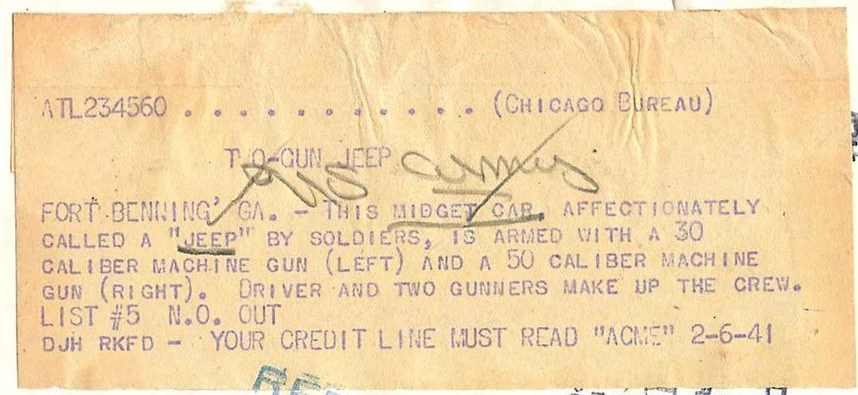 ATL234560 . . . . . . . . . . . . (CHICAGO BUREAU)
TWO-GUN JEEP
US Army
FORT BENNING, GA. - THIS MIDGET CAR, AFFECTIONATELY
CALLED A "JEEP" BY SOLDIERS, IS ARMED WITH A 30
CALIBER MACHINE GUN (LEFT) AND A 50 CALIBER MACHINE
GUN (RIGHT). DRIVER AND TWO GUNNERS MAKE UP THE CREW.
LIST #5 N.O. OUT
DJH RKFD - YOUR CREDIT LINE MUST READ "ACME" 2-6-41